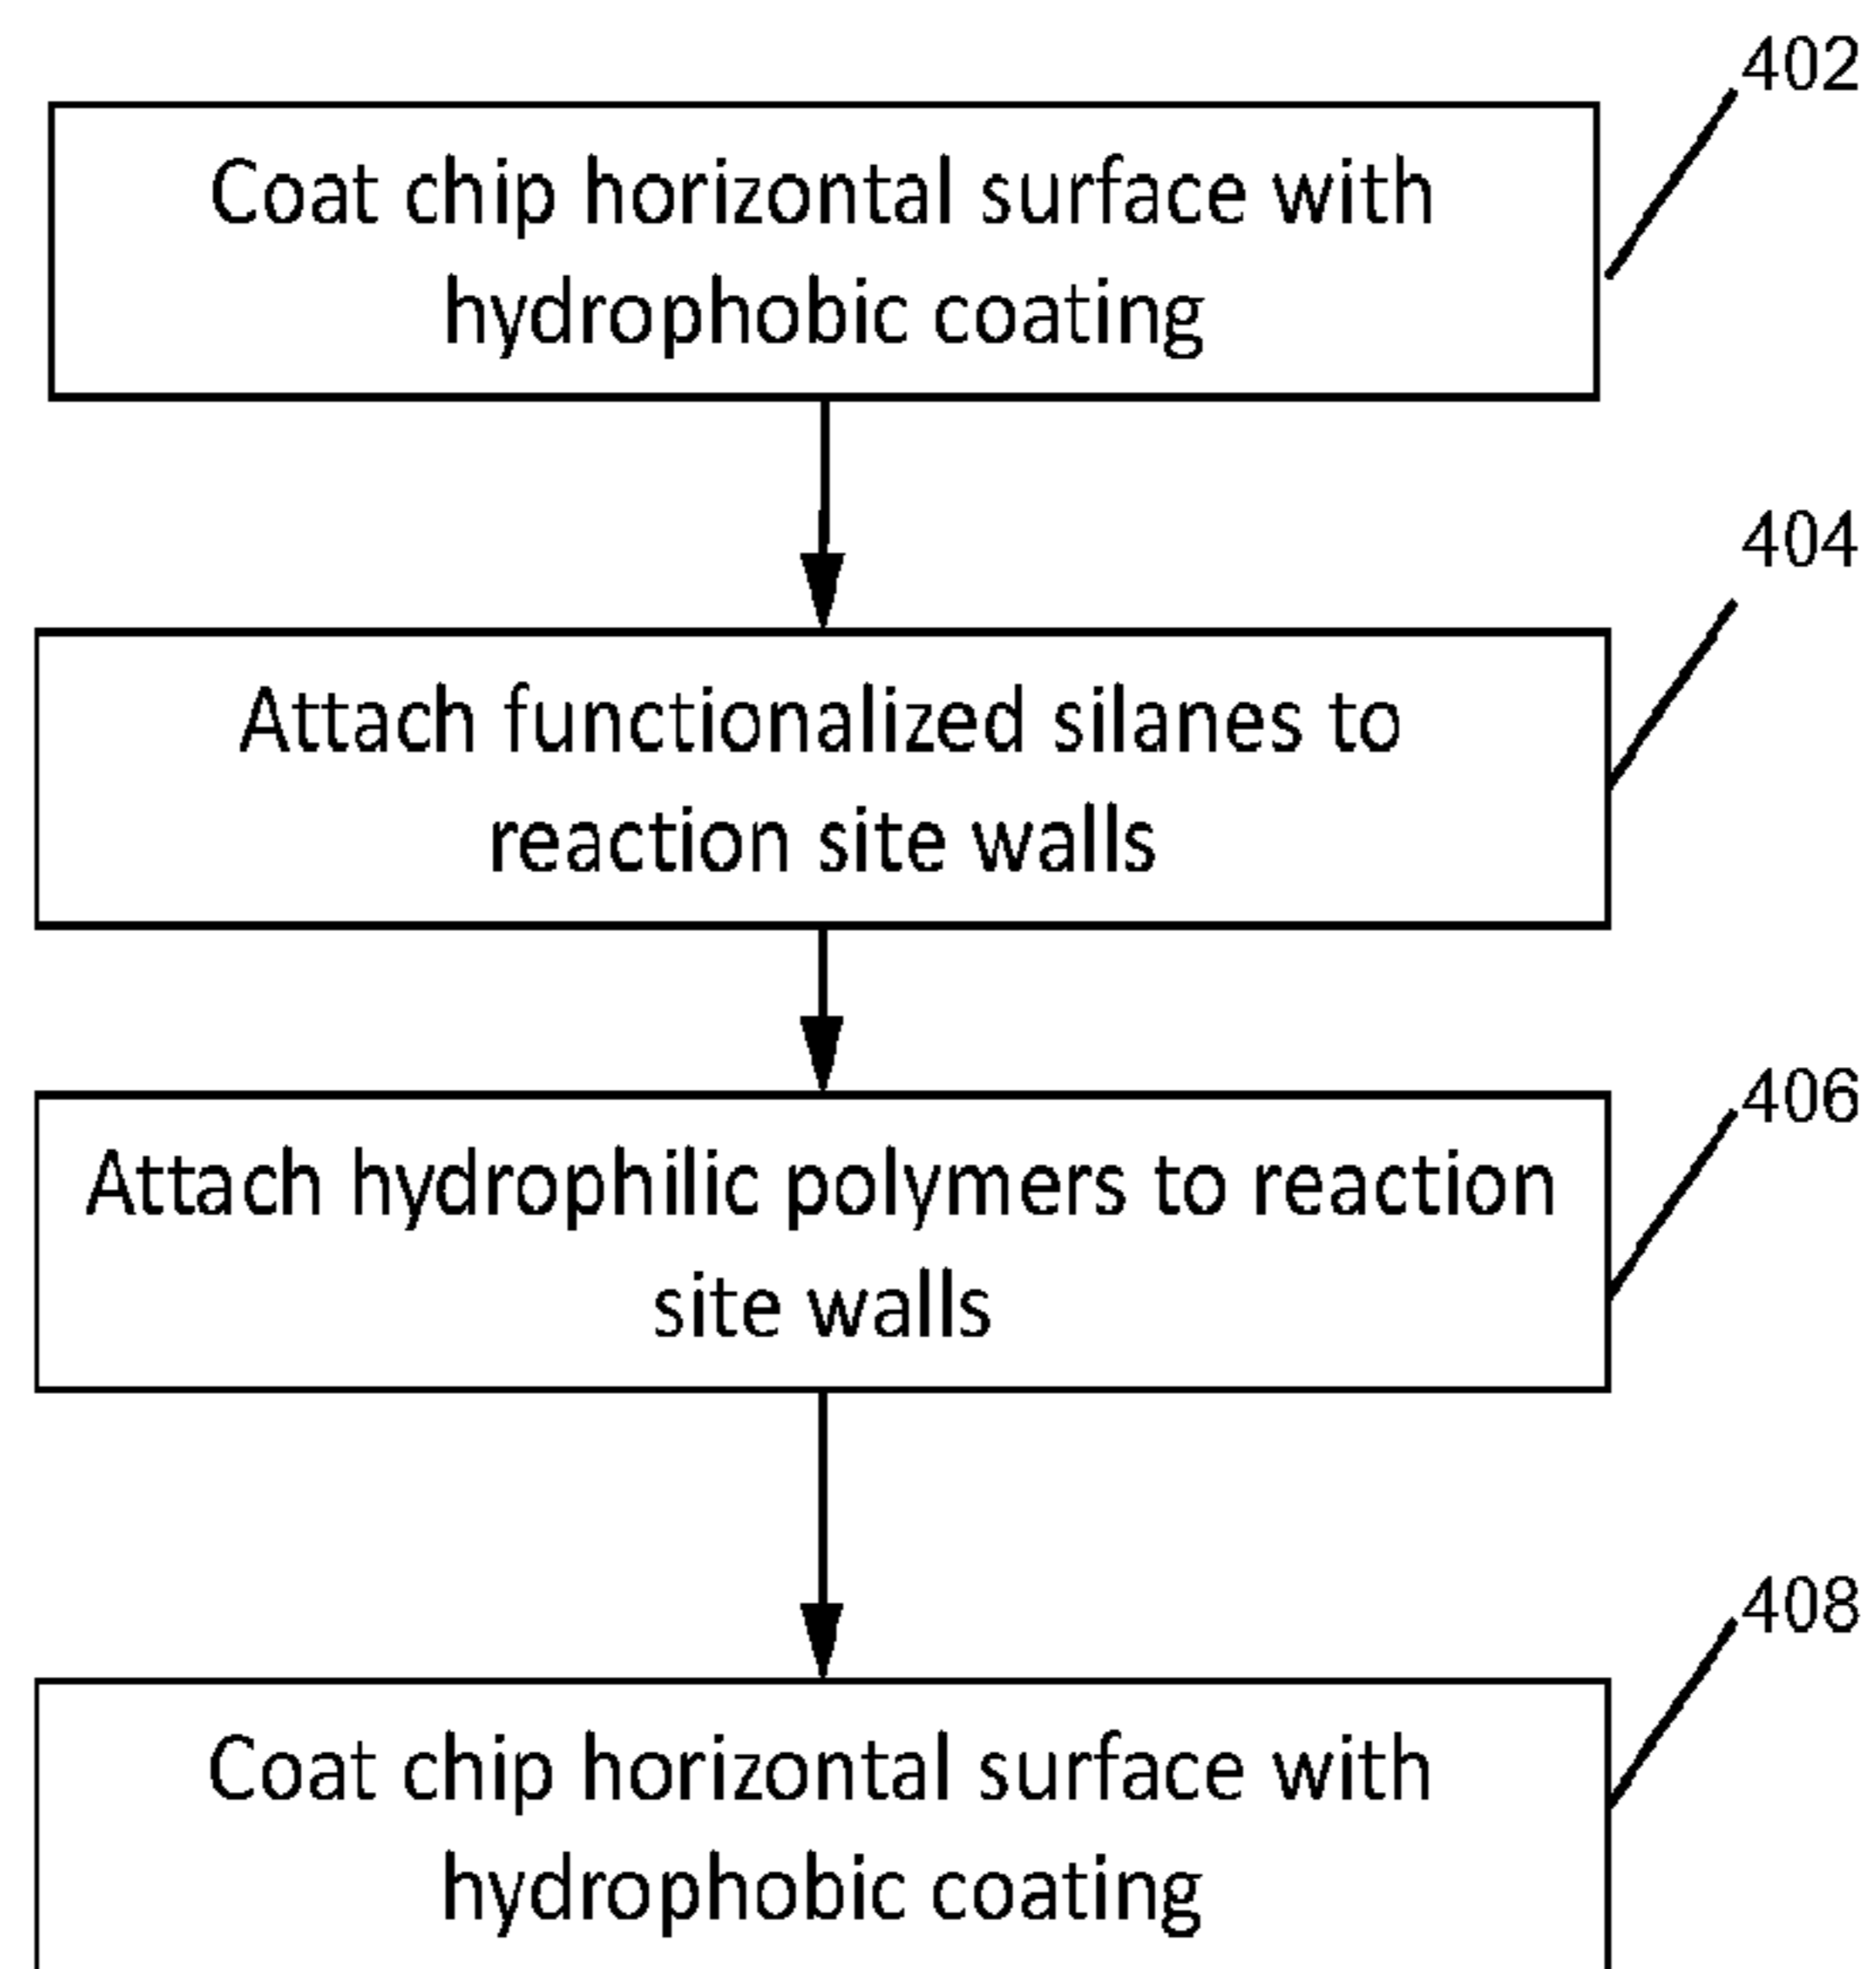 402
Coat chip horizontal surface with
hydrophobic coating
404
Attach functionalized silanes to
reaction site walls
406
Attach hydrophilic polymers to reaction
site walls
408
Coat chip horizontal surface with
hydrophobic coating